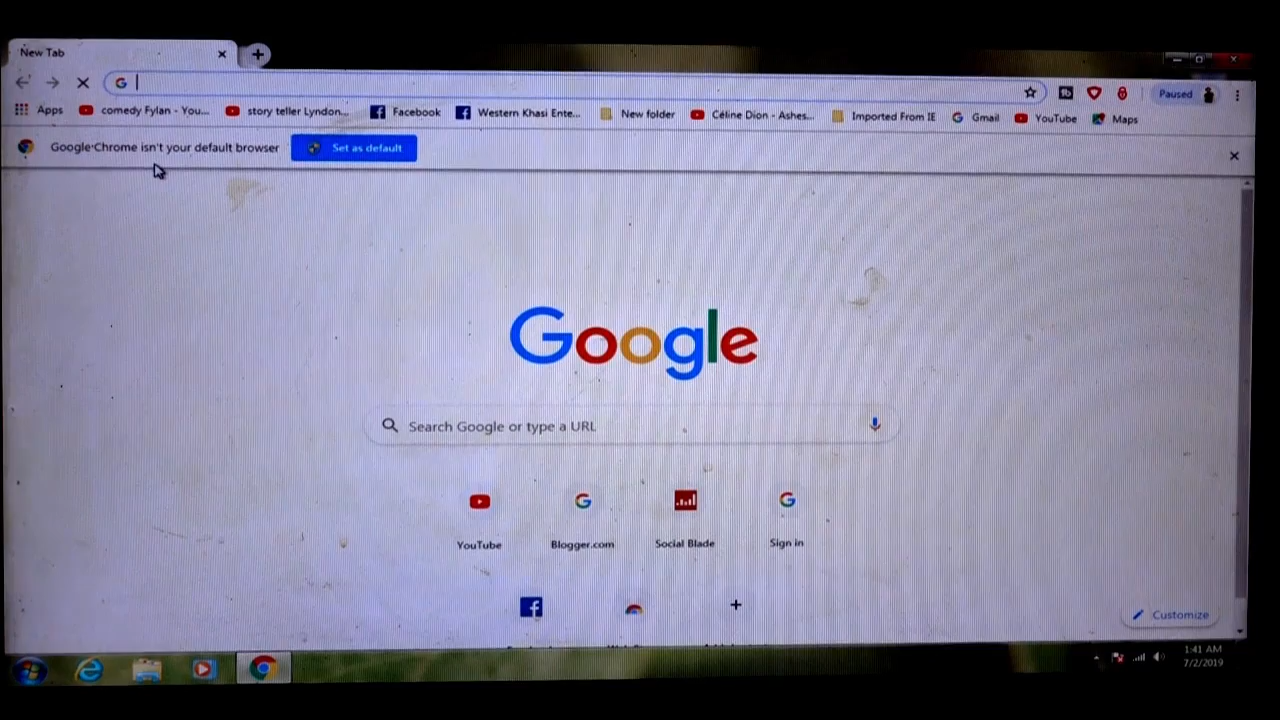 New Tab
Paused
Apps comedy Fylan - You... story teller Lyndon... Facebook Western Khasi Ente... New folder Céline Dion - Ashes... Imported From IE Gmail YouTube Maps
Google Chrome isn't your default browser Set as default
Google
Search Google or type a URL
YouTube Blogger.com Social Blade Sign in
Customize
1:41 AM
7/2/2019